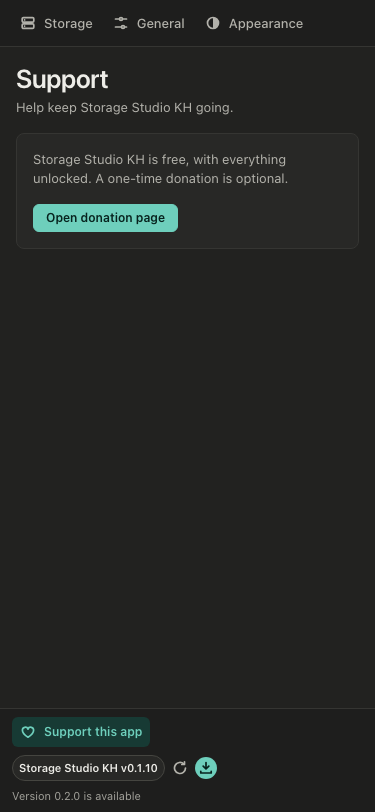 Storage General Appearance
Support
Help keep Storage Studio KH going.
Storage Studio KH is free, with everything
unlocked. A one-time donation is optional.
Open donation page
Support this app
Storage Studio KH v0.1.10
Version 0.2.0 is available